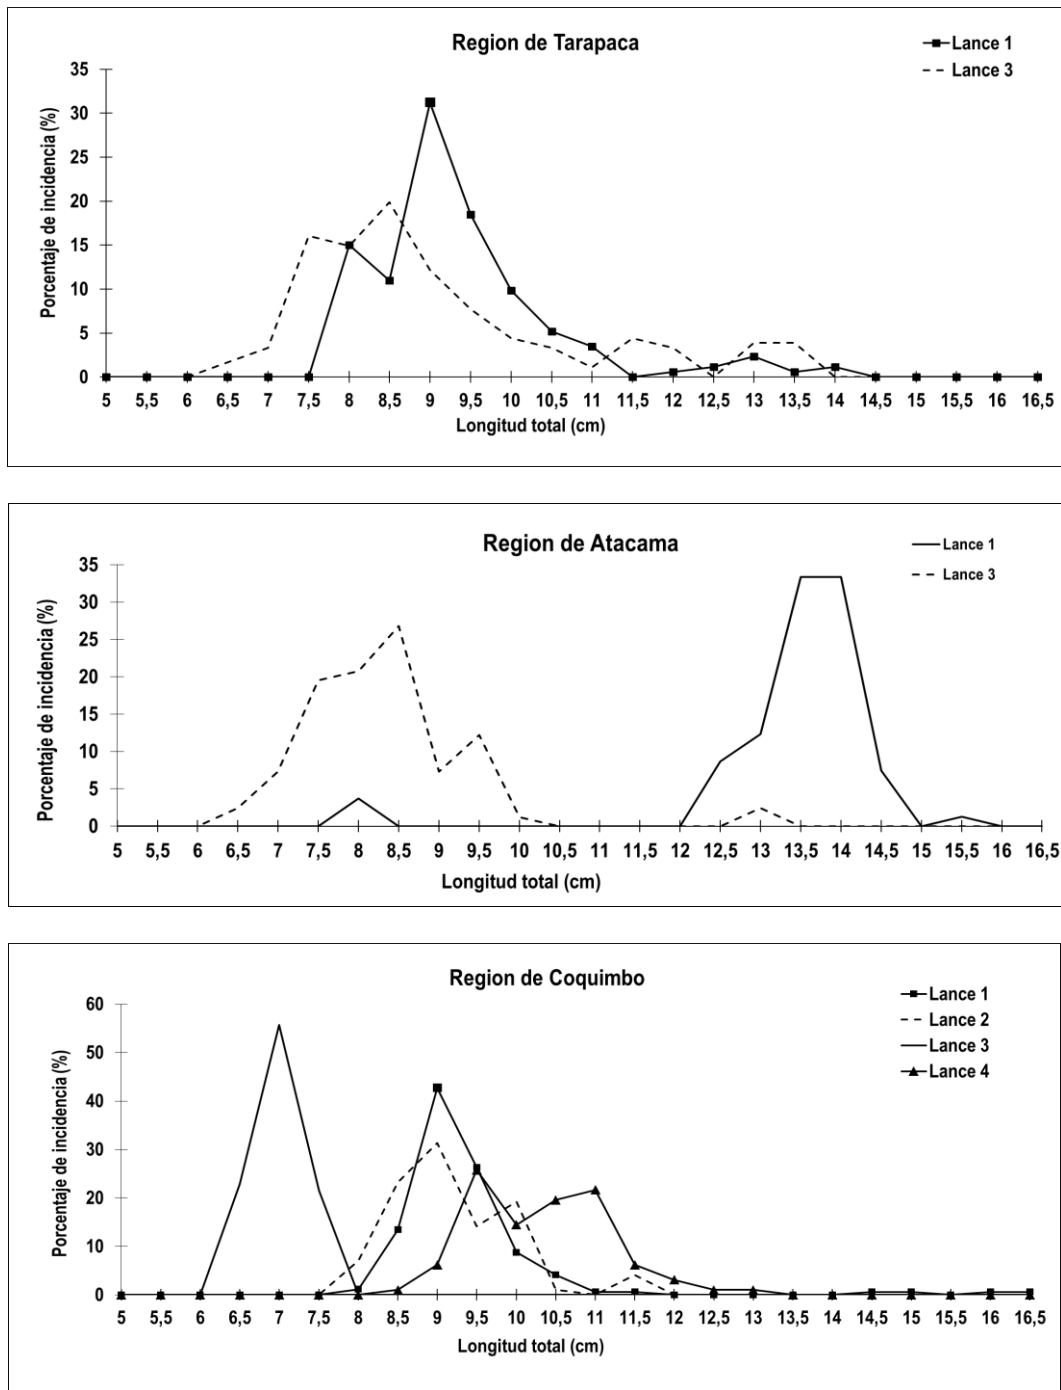 Region de Tarapaca
Lance 1
Lance 3
Porcentaje de incidencia (%)
35
30
25
20
15
10
5
0
5 5,5 6 6,5 7 7,5 8 8,5 9 9,5 10 10,5 11 11,5 12 12,5 13 13,5 14 14,5 15 15,5 16 16,5
Longitud total (cm)
Region de Atacama
Lance 1
Lance 3
Porcentaje de incidencia (%)
35
30
25
20
15
10
5
0
5 5,5 6 6,5 7 7,5 8 8,5 9 9,5 10 10,5 11 11,5 12 12,5 13 13,5 14 14,5 15 15,5 16 16,5
Longitud total (cm)
Region de Coquimbo
Lance 1
Lance 2
Lance 3
Lance 4
Porcentaje de incidencia (%)
60
50
40
30
20
10
0
5 5,5 6 6,5 7 7,5 8 8,5 9 9,5 10 10,5 11 11,5 12 12,5 13 13,5 14 14,5 15 15,5 16 16,5
Longitud total (cm)